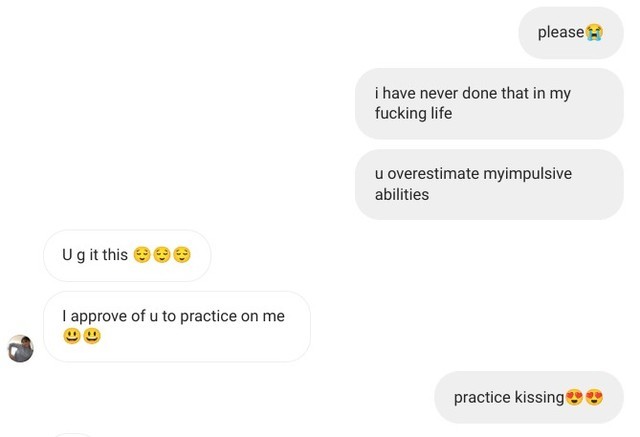 please😭
i have never done that in my
fucking life
u overestimate myimpulsive
abilities
U g it this 😌😌😌
I approve of u to practice on me
😃😃
practice kissing😍😍